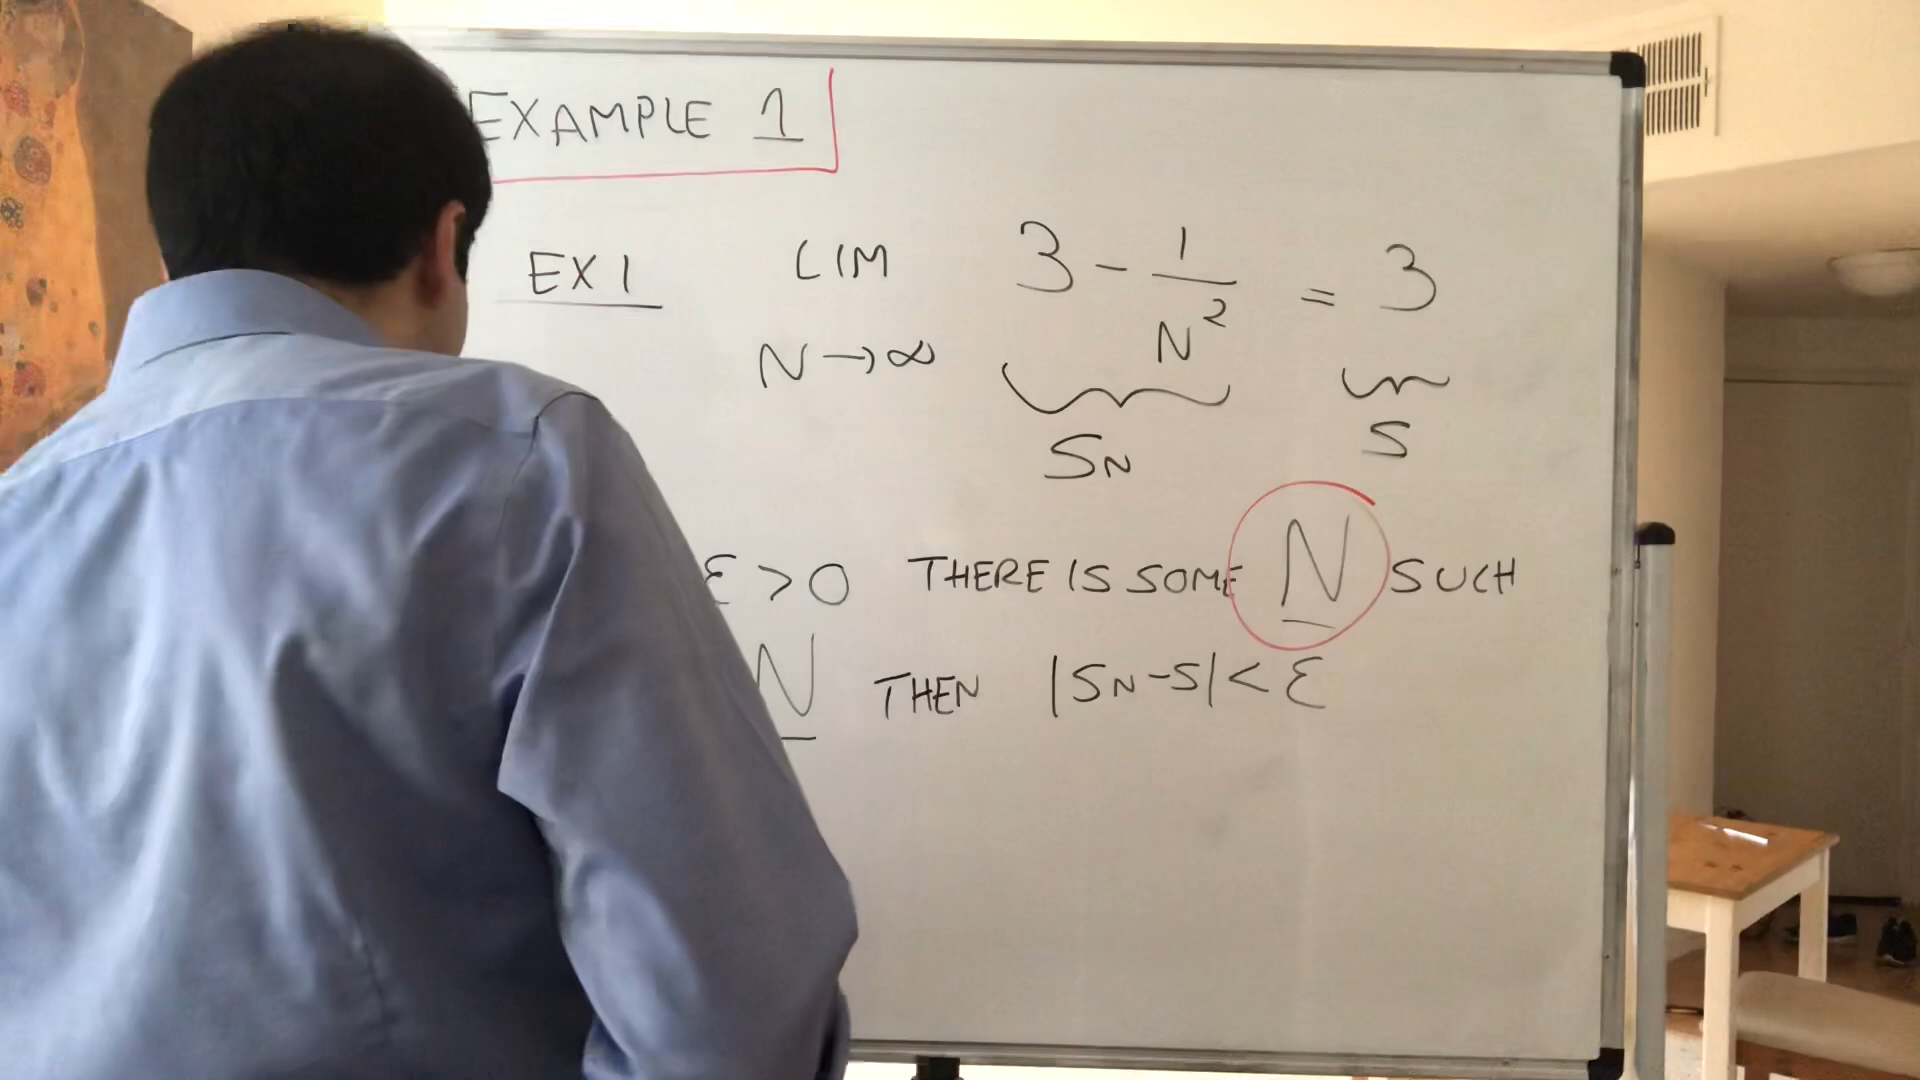 EXAMPLE 1
EX 1 LIM N→∞ 3 - 1/N² = 3
SN S
ε > 0 THERE IS SOME N SUCH
N THEN |SN-S| < ε